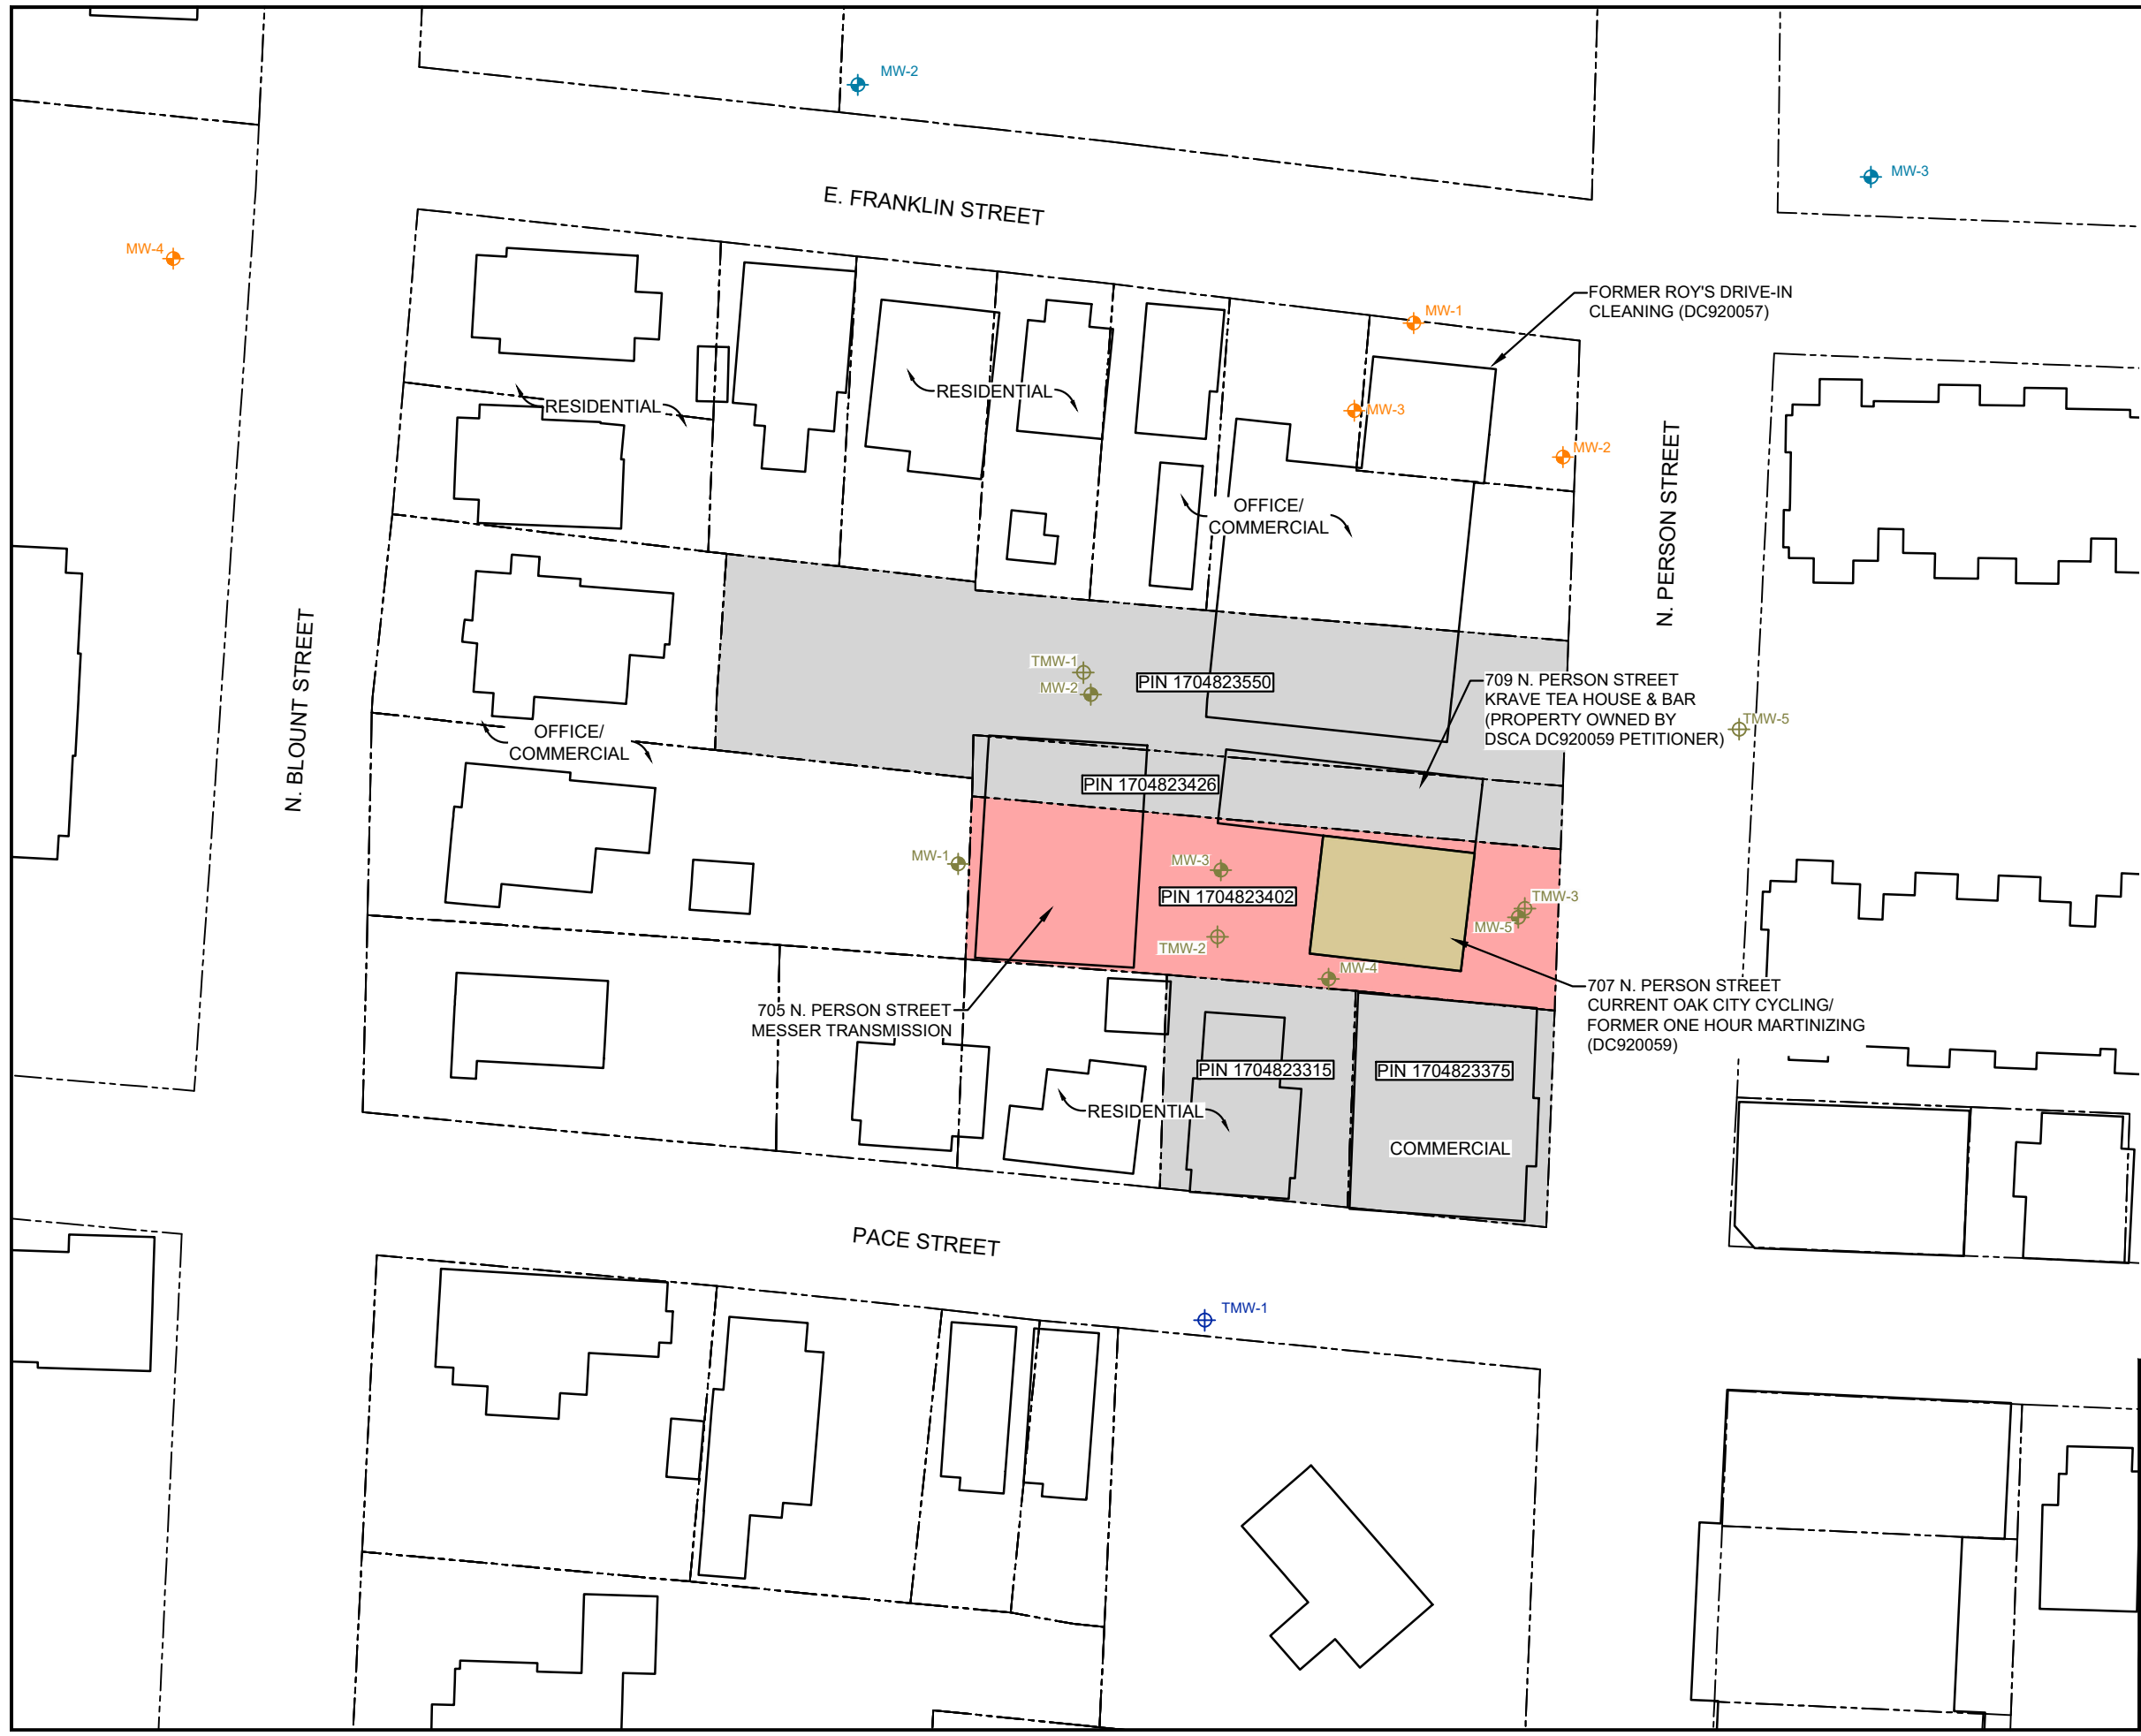 MW-2
MW-3
E. FRANKLIN STREET
MW-4
FORMER ROY'S DRIVE-IN
CLEANING (DC920057)
MW-1
RESIDENTIAL
RESIDENTIAL
MW-3
MW-2
N. PERSON STREET
OFFICE/
COMMERCIAL
N. BLOUNT STREET
TMW-1
MW-2
PIN 1704823550
709 N. PERSON STREET
KRAVE TEA HOUSE & BAR
(PROPERTY OWNED BY
DSCA DC920059 PETITIONER)
TMW-5
OFFICE/
COMMERCIAL
PIN 1704823426
MW-1
MW-3
PIN 1704823402
TMW-3
MW-5
TMW-2
MW-4
705 N. PERSON STREET
MESSER TRANSMISSION
707 N. PERSON STREET
CURRENT OAK CITY CYCLING/
FORMER ONE HOUR MARTINIZING
(DC920059)
PIN 1704823315
PIN 1704823375
RESIDENTIAL
COMMERCIAL
PACE STREET
TMW-1